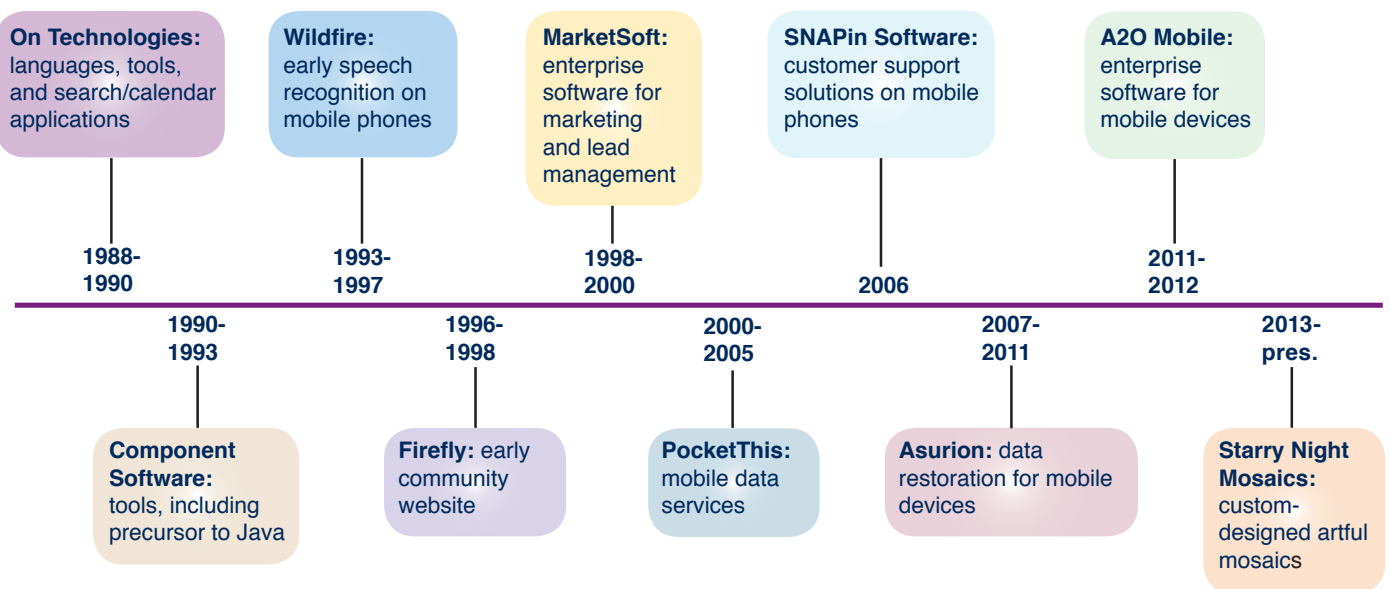 On Technologies:
languages, tools,
and search/calendar
applications
Wildfire:
early speech
recognition on
mobile phones
MarketSoft:
enterprise
software for
marketing
and lead
management
SNAPin Software:
customer support
solutions on mobile
phones
A2O Mobile:
enterprise
software for
mobile devices
1988-
1990
1993-
1997
1998-
2000
2006
2011-
2012
1990-
1993
1996-
1998
2000-
2005
2007-
2011
2013-
pres.
Component
Software:
tools, including
precursor to Java
Firefly: early
community
website
PocketThis:
mobile data
services
Asurion: data
restoration for mobile
devices
Starry Night
Mosaics:
custom-
designed artful
mosaics